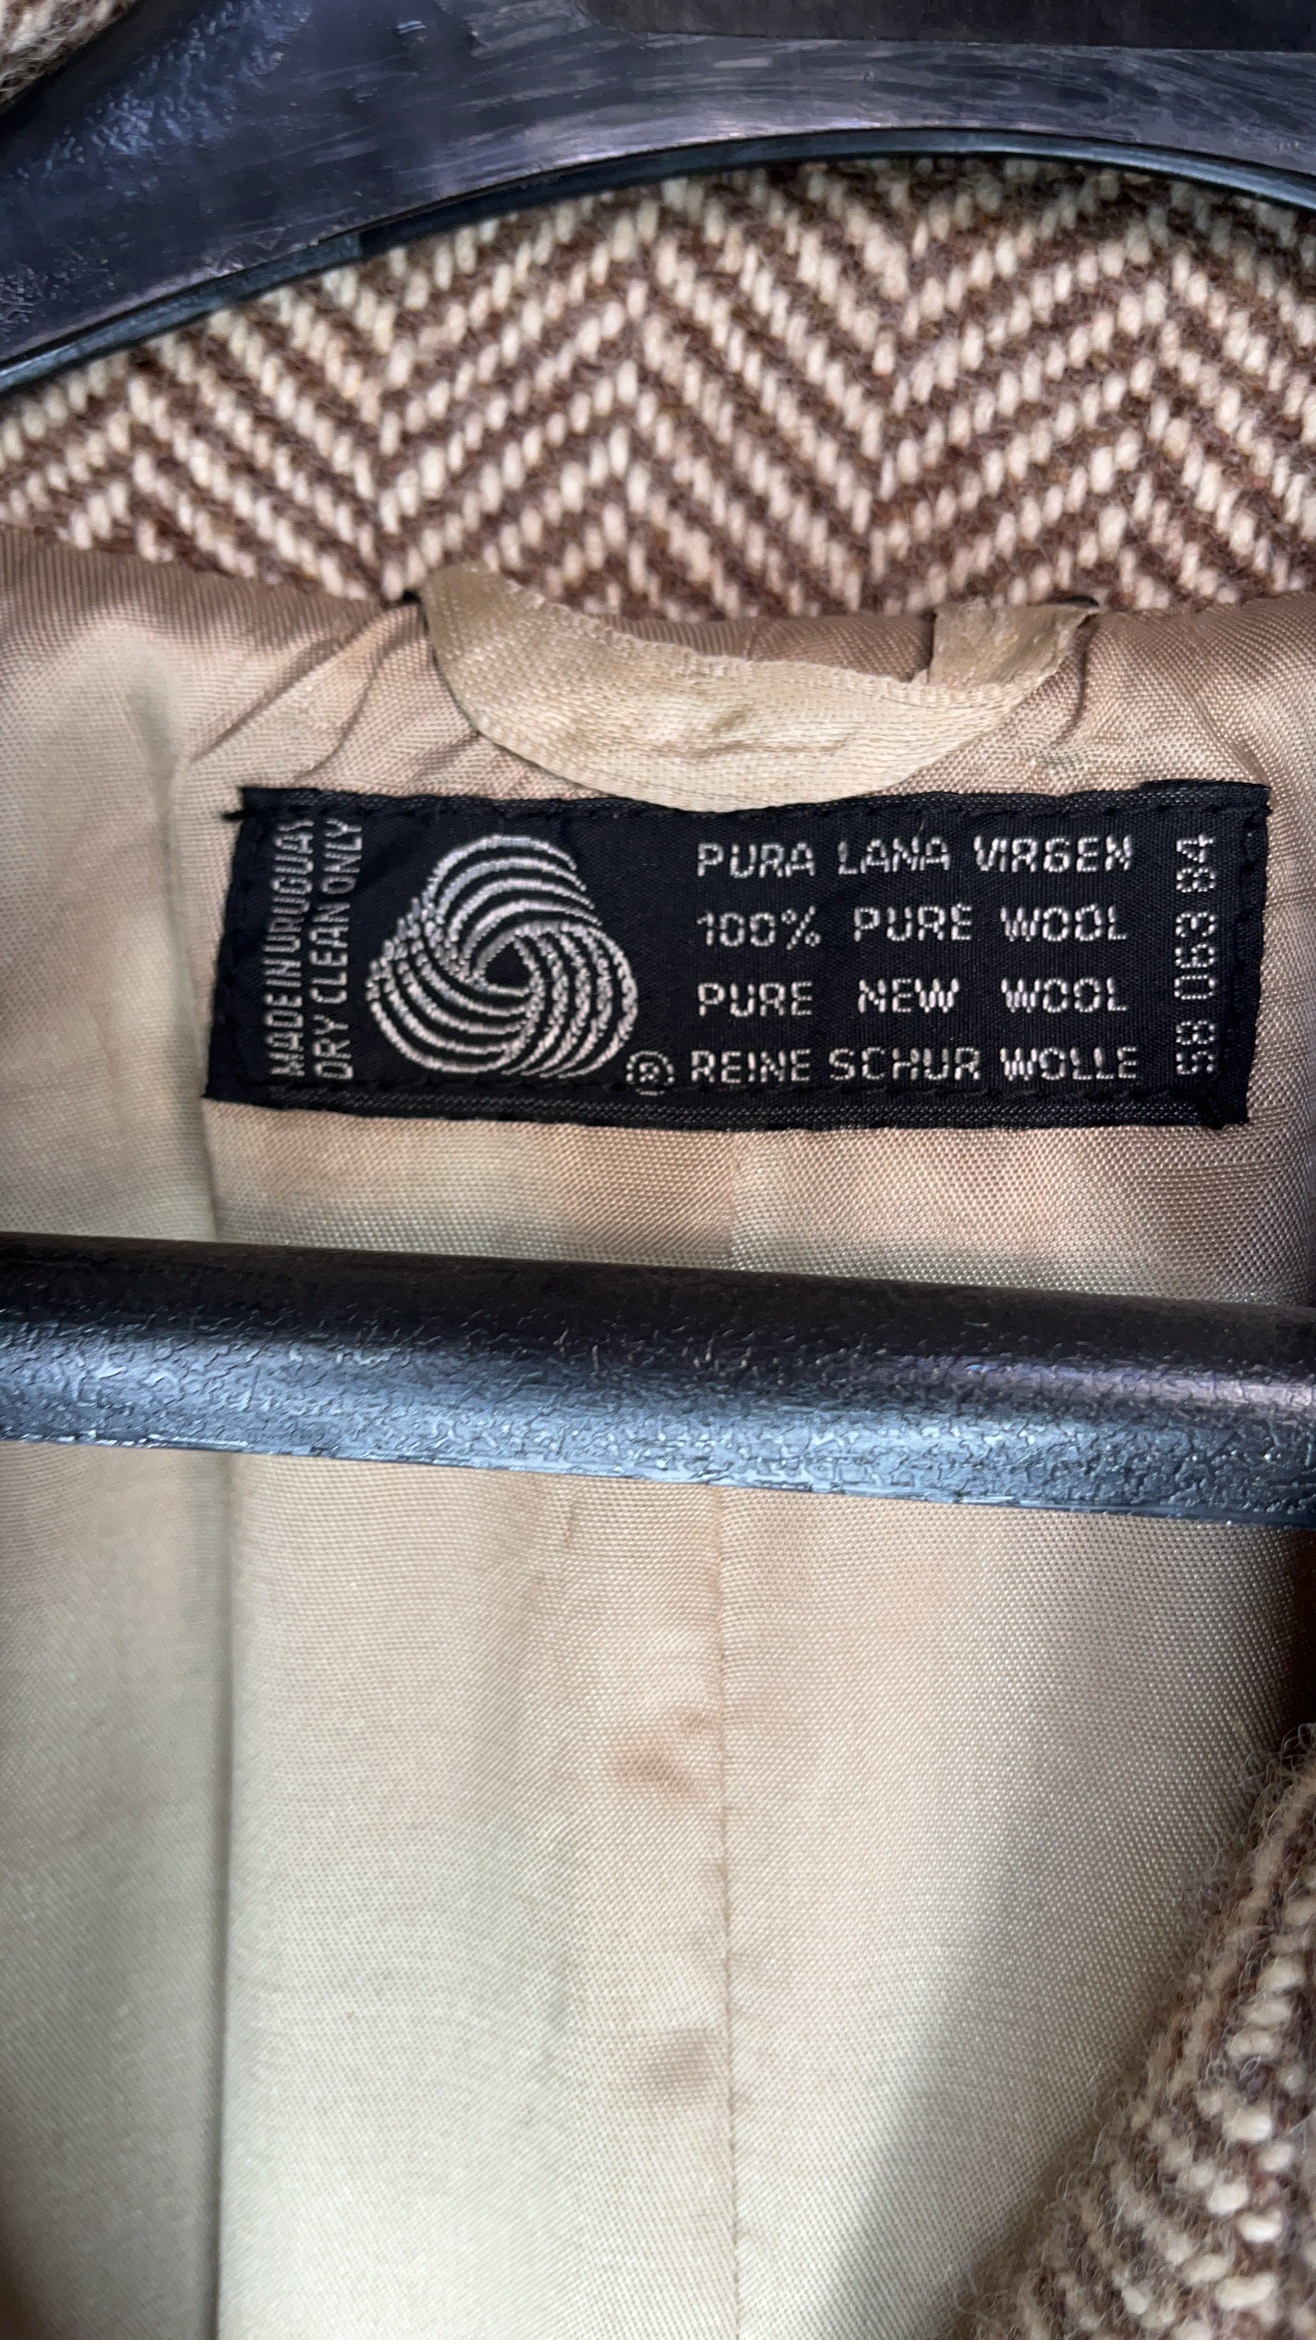 MADE IN URUGUAY
DRY CLEAN ONLY
PURA LANA VIRGEN
100% PURE WOOL
PURE NEW WOOL
® REINE SCHUR WOLLE
58 063 84